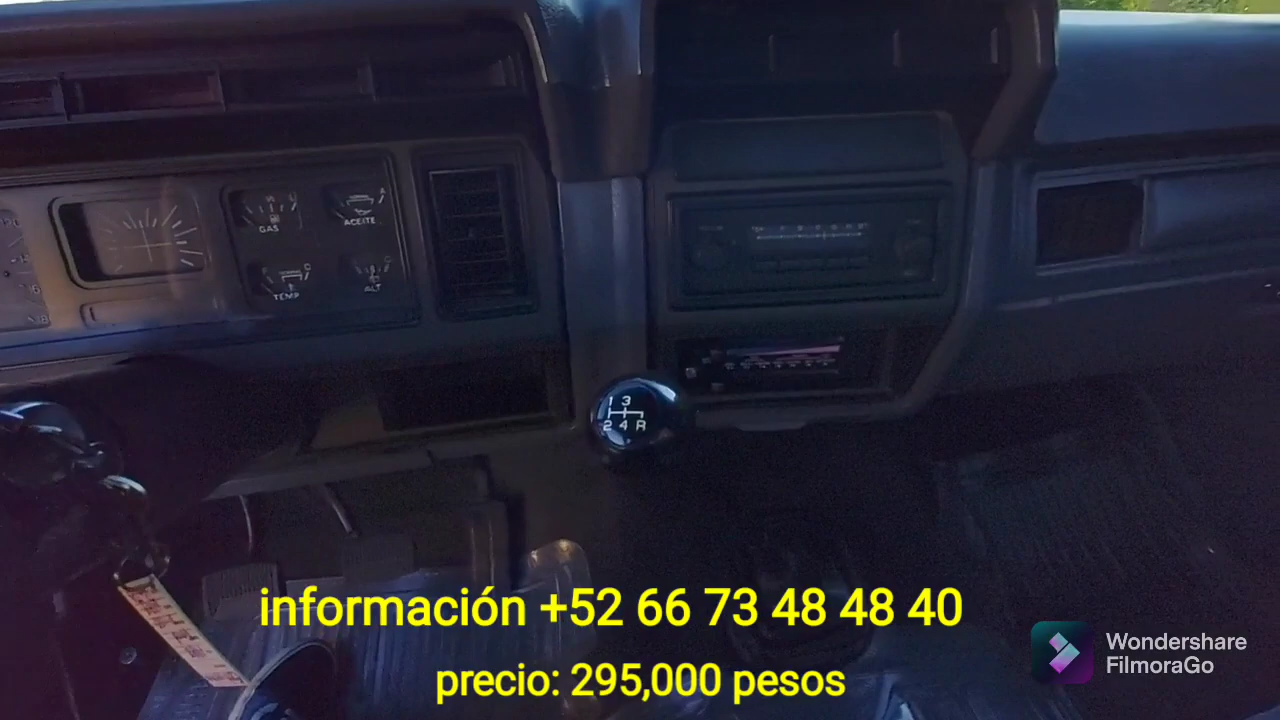 GAS
ACEITE
TEMP
ALT
1 3
2 4 R
información +52 66 73 48 48 40
precio: 295,000 pesos
Wondershare
FilmoraGo